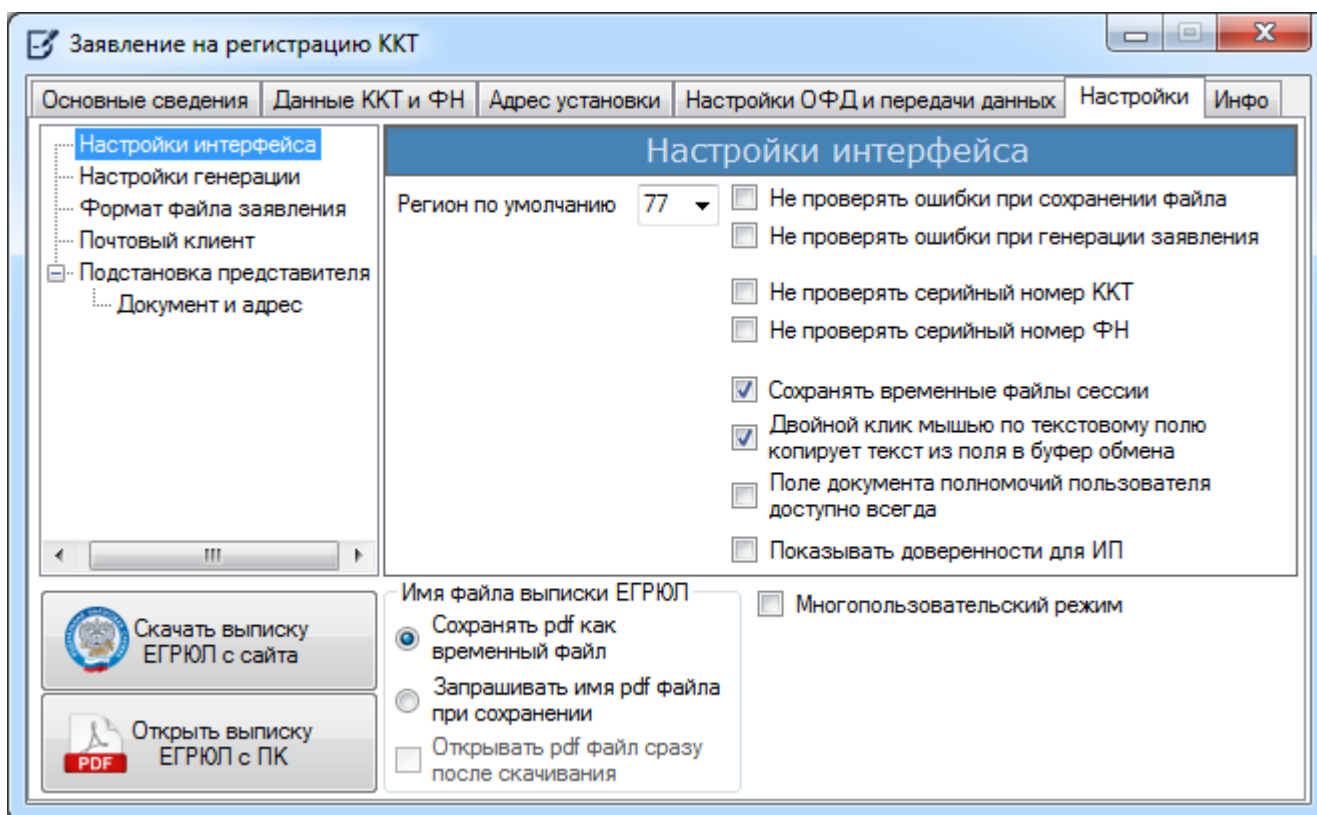 Заявление на регистрацию ККТ
Основные сведения
Данные ККТ и ФН
Адрес установки
Настройки ОФД и передачи данных
Настройки
Инфо
Настройки интерфейса
Настройки генерации
Формат файла заявления
Почтовый клиент
Подстановка представителя
Документ и адрес
Настройки интерфейса
Регион по умолчанию
77
Не проверять ошибки при сохранении файла
Не проверять ошибки при генерации заявления
Не проверять серийный номер ККТ
Не проверять серийный номер ФН
Сохранять временные файлы сессии
Двойной клик мышью по текстовому полю
копирует текст из поля в буфер обмена
Поле документа полномочий пользователя
доступно всегда
Показывать доверенности для ИП
Скачать выписку
ЕГРЮЛ с сайта
PDF
Открыть выписку
ЕГРЮЛ с ПК
Имя файла выписки ЕГРЮЛ
Сохранять pdf как
временный файл
Запрашивать имя pdf файла
при сохранении
Открывать pdf файл сразу
после скачивания
Многопользовательский режим